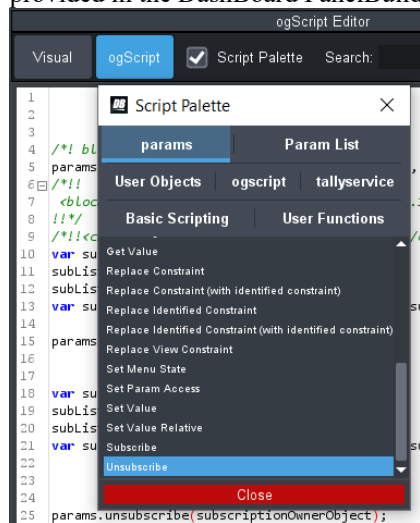 provided in the DashBoard PanelBuild
ogScript Editor
Visual ogScript Script Palette Search:
DB Script Palette
params Param List
User Objects ogscript tallyservice
Basic Scripting User Functions
Get Value
Replace Constraint
Replace Constraint (with identified constraint)
Replace Identified Constraint
Replace Identified Constraint (with identified constraint)
Replace View Constraint
Set Menu State
Set Param Access
Set Value
Set Value Relative
Subscribe
Unsubscribe
Close
1
2
3
4 /*! bl
5 params
6 /*!!
7 <bloc
8 !!*/
9 /*!!<c
10 var su
11 subLis
12 subLis
13 var su
14
15 params
16
17
18 var su
19 subLis
20 subLis
21 var su
22
23
24
25 params.unsubscribe(subscriptionOwnerObject);